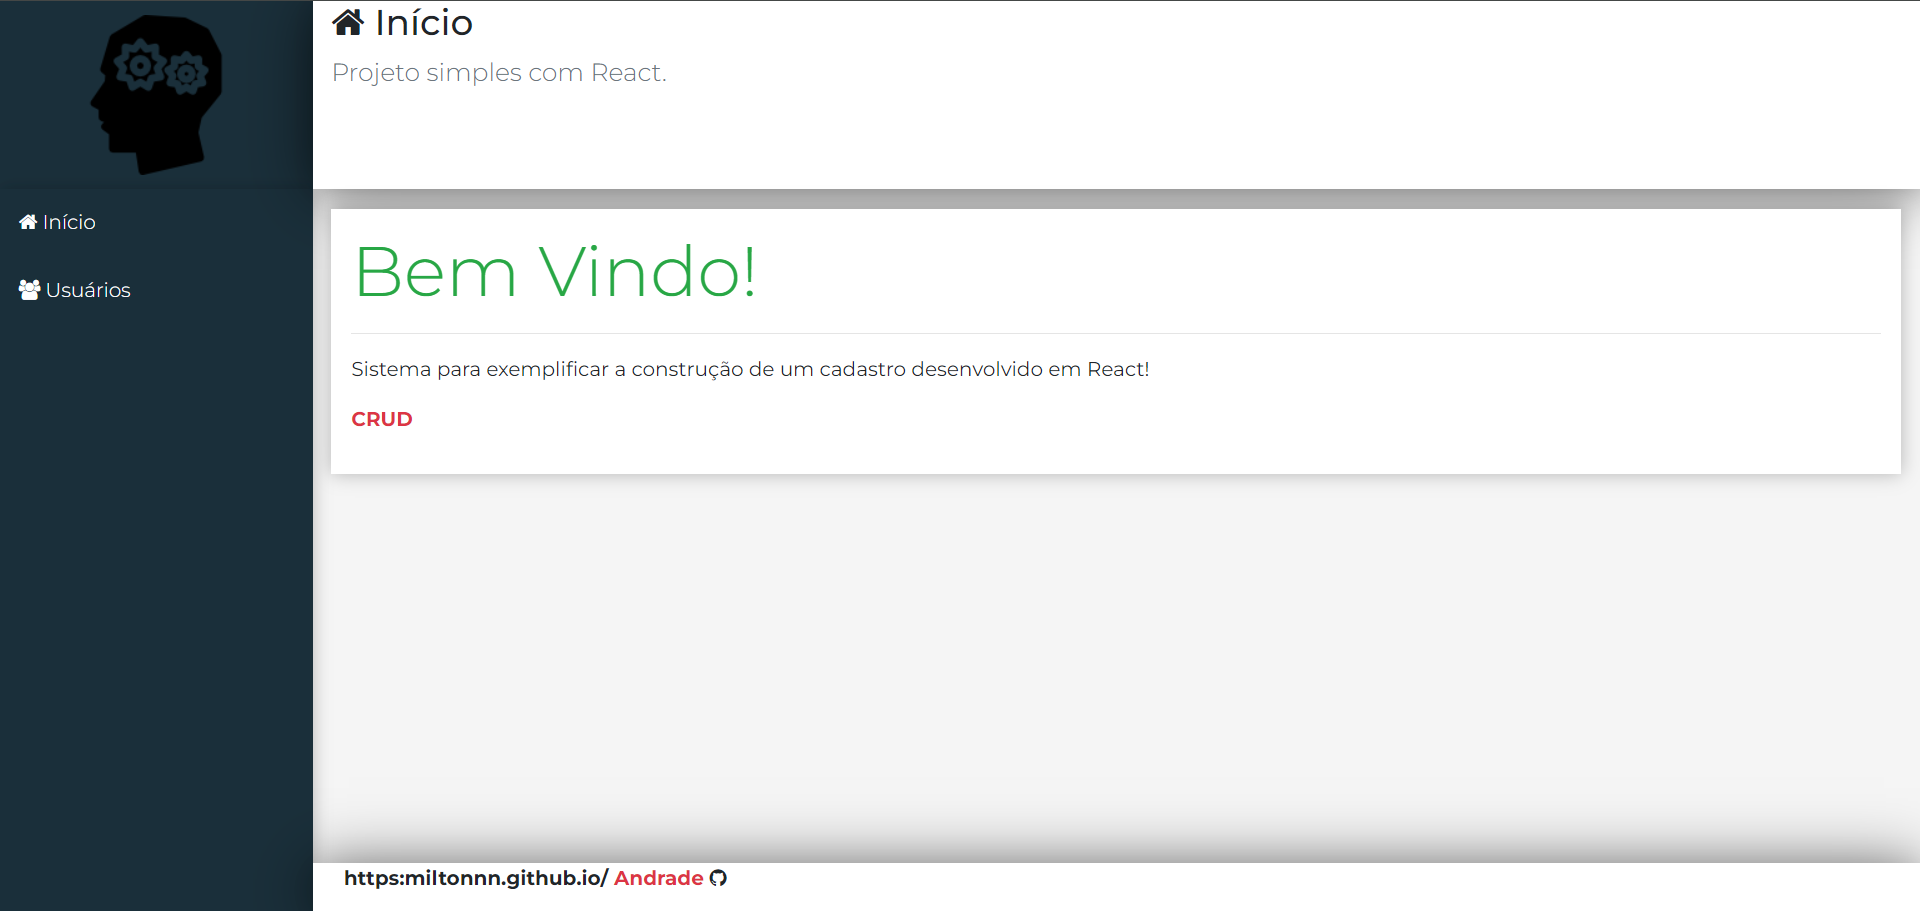 Início
Projeto simples com React.
Início
Usuários
Bem Vindo!
Sistema para exemplificar a construção de um cadastro desenvolvido em React!
CRUD
https:miltonnn.github.io/ Andrade